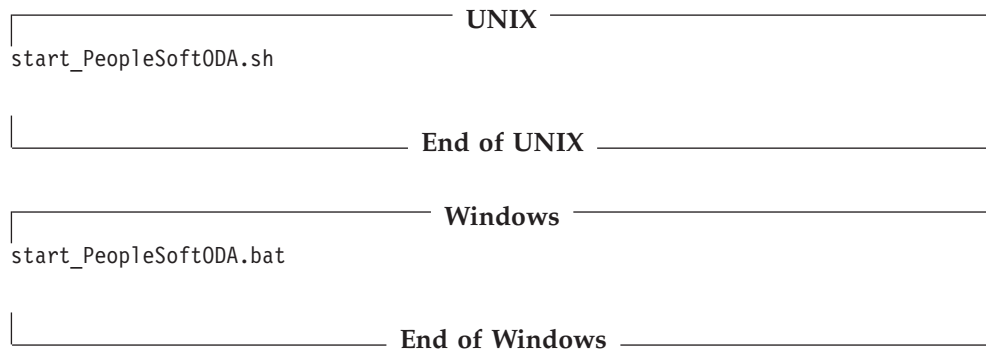 UNIX
start_PeopleSoftODA.sh
End of UNIX
Windows
start_PeopleSoftODA.bat
End of Windows